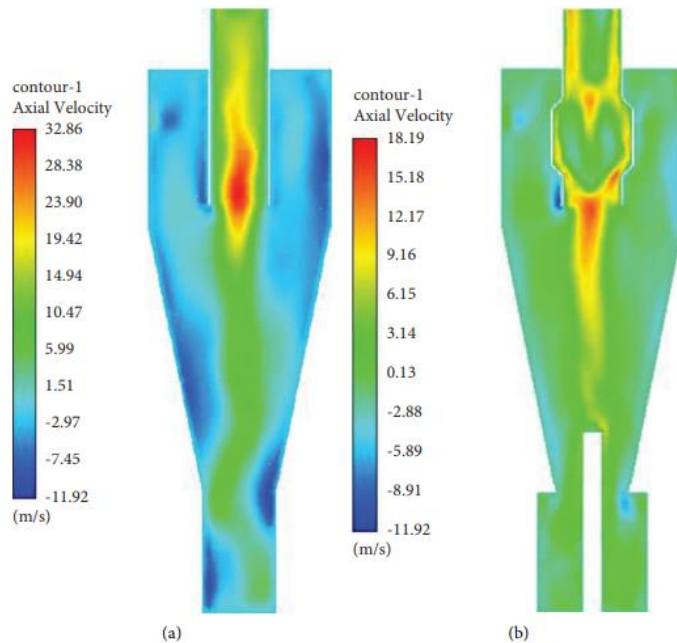 contour-1
Axial Velocity
32.86
28.38
23.90
19.42
14.94
10.47
5.99
1.51
-2.97
-7.45
-11.92
(m/s)
(a)
contour-1
Axial Velocity
18.19
15.18
12.17
9.16
6.15
3.14
0.13
-2.88
-5.89
-8.91
-11.92
(m/s)
(b)